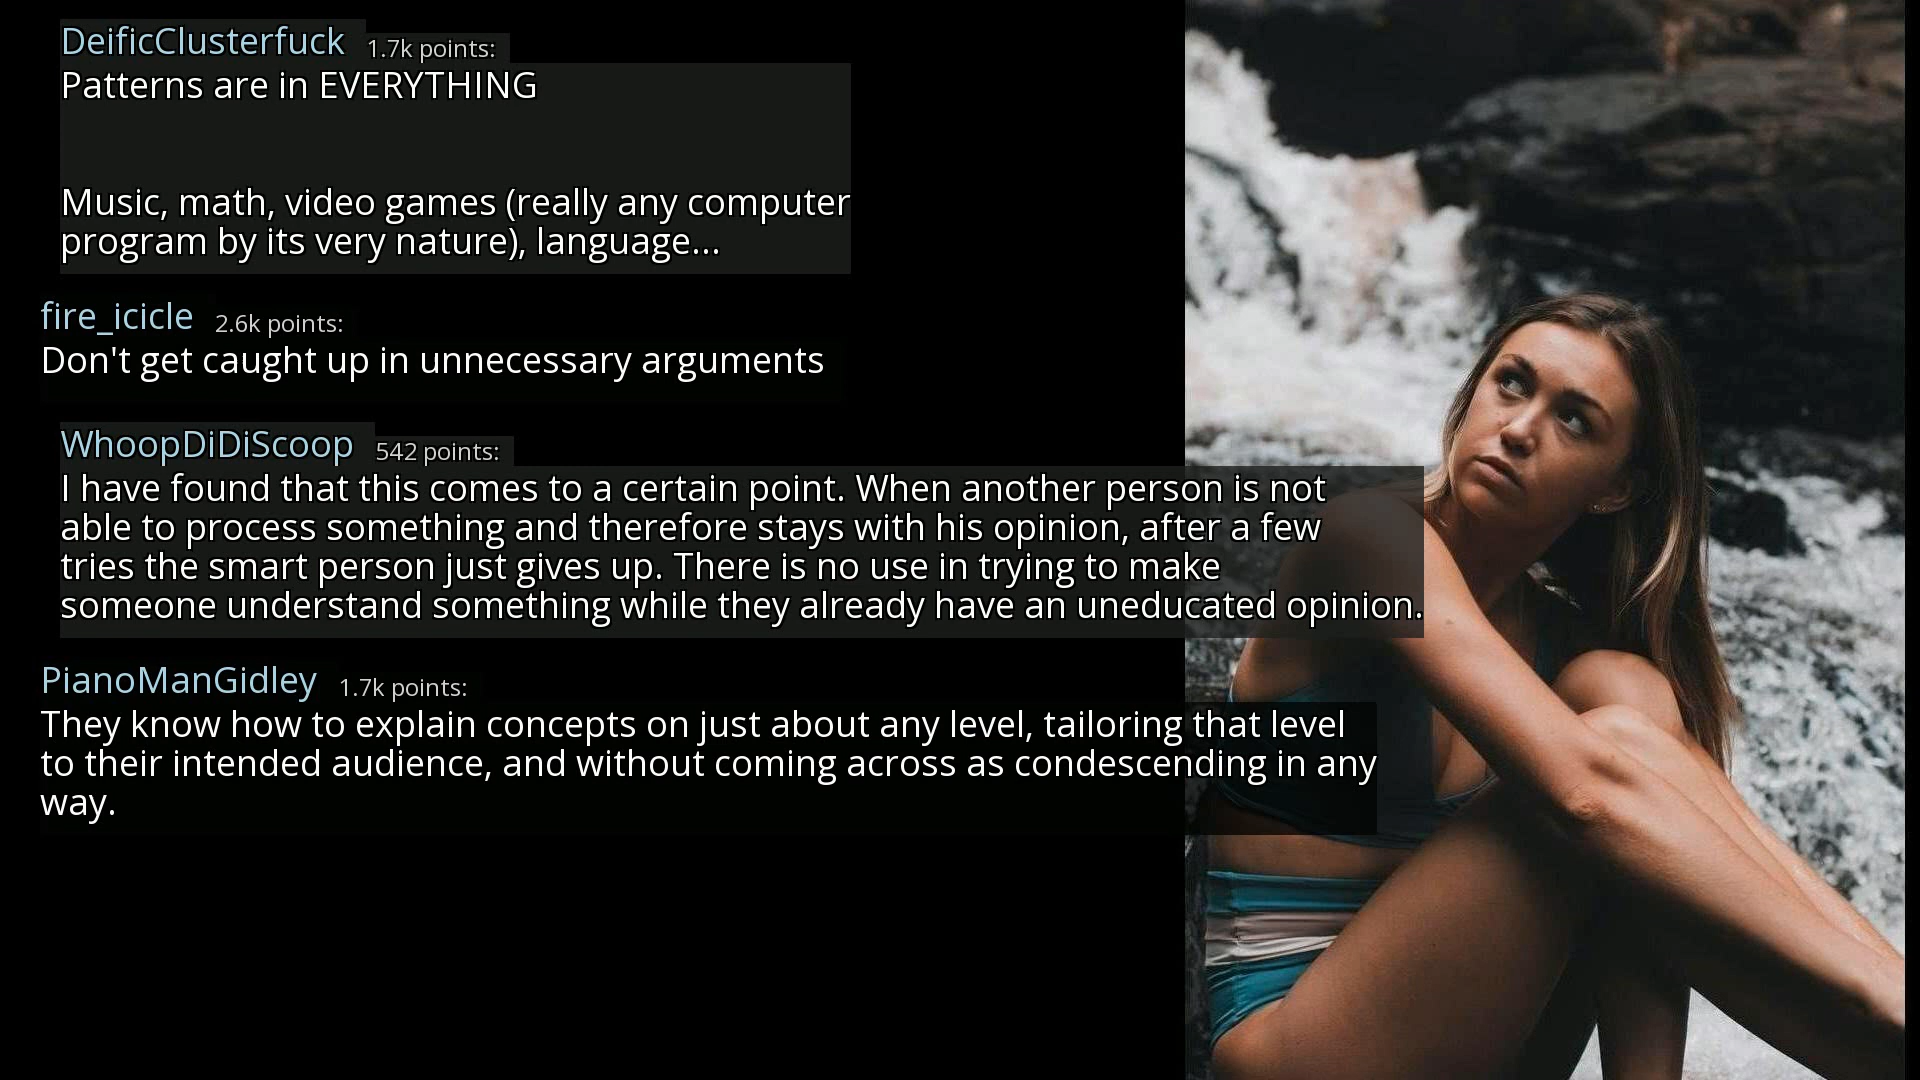 DeificClusterfuck 1.7k points:
Patterns are in EVERYTHING
Music, math, video games (really any computer
program by its very nature), language...
fire_icicle 2.6k points:
Don't get caught up in unnecessary arguments
WhoopDiDiScoop 542 points:
I have found that this comes to a certain point. When another person is not
able to process something and therefore stays with his opinion, after a few
tries the smart person just gives up. There is no use in trying to make
someone understand something while they already have an uneducated opinion.
PianoManGidley 1.7k points:
They know how to explain concepts on just about any level, tailoring that level
to their intended audience, and without coming across as condescending in any
way.